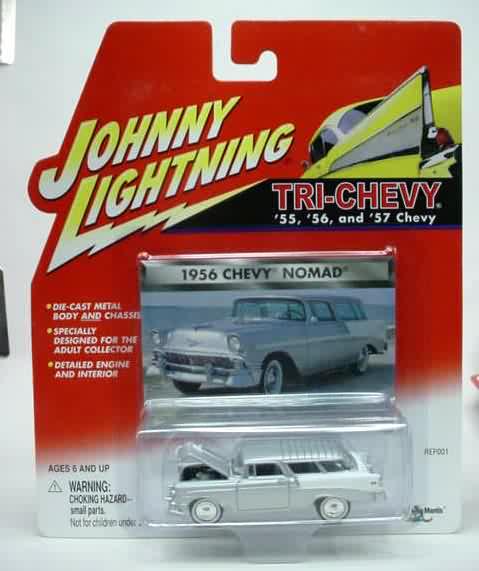 JOHNNY
LIGHTNING®
TRI-CHEVY®
'55, '56, and '57 Chevy
1956 CHEVY® NOMAD®
•DIE-CAST METAL
BODY AND CHASSIS
•SPECIALLY
DESIGNED FOR THE
ADULT COLLECTOR
•DETAILED ENGINE
AND INTERIOR
AGES 6 AND UP
REP001
WARNING:
CHOKING HAZARD—
small parts.
Not for children under
Mantis